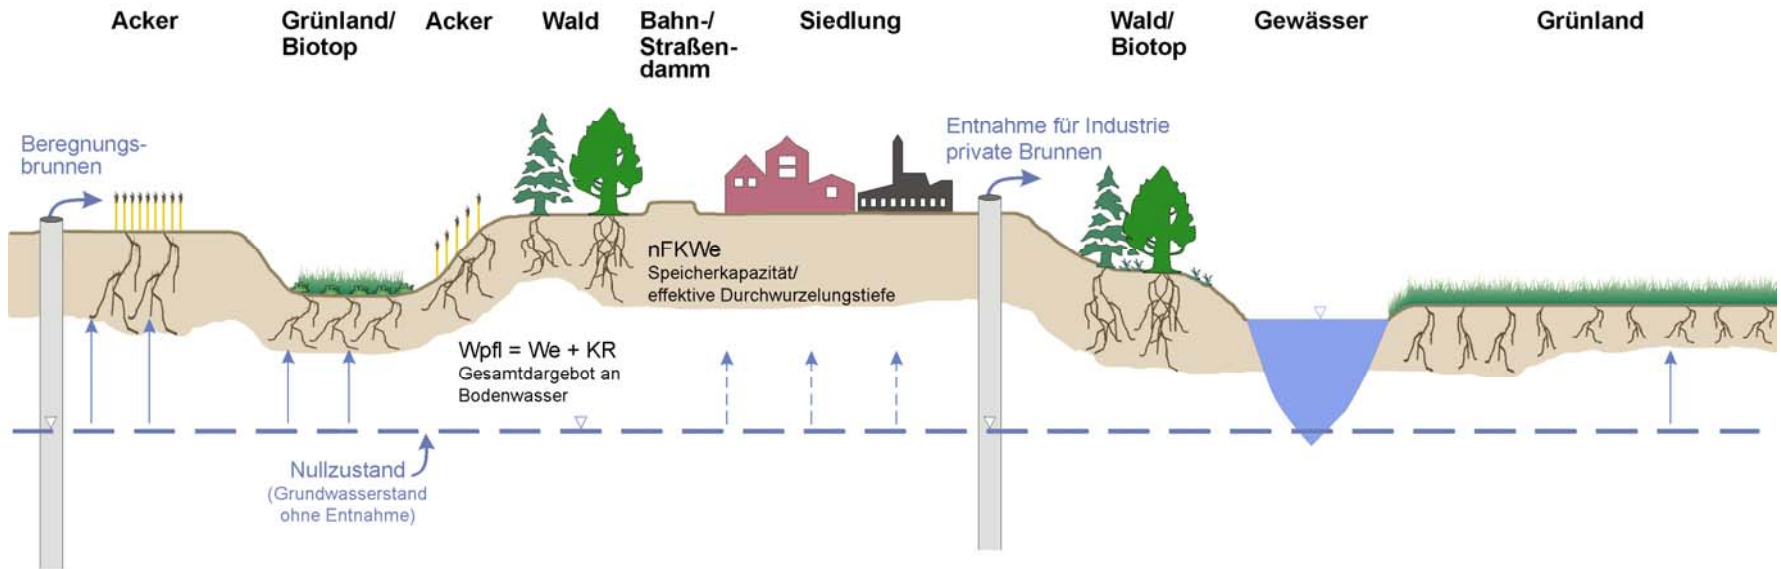 Acker
Grünland/
Biotop
Acker
Wald
Bahn-/
Straßen-
damm
Siedlung
Wald/
Biotop
Gewässer
Grünland
Beregnungs-
brunnen
Entnahme für Industrie
private Brunnen
nFKWe
Speicherkapazität/
effektive Durchwurzelungstiefe
Wpfl = We + KR
Gesamtdargebot an
Bodenwasser
Nullzustand
(Grundwasserstand
ohne Entnahme)